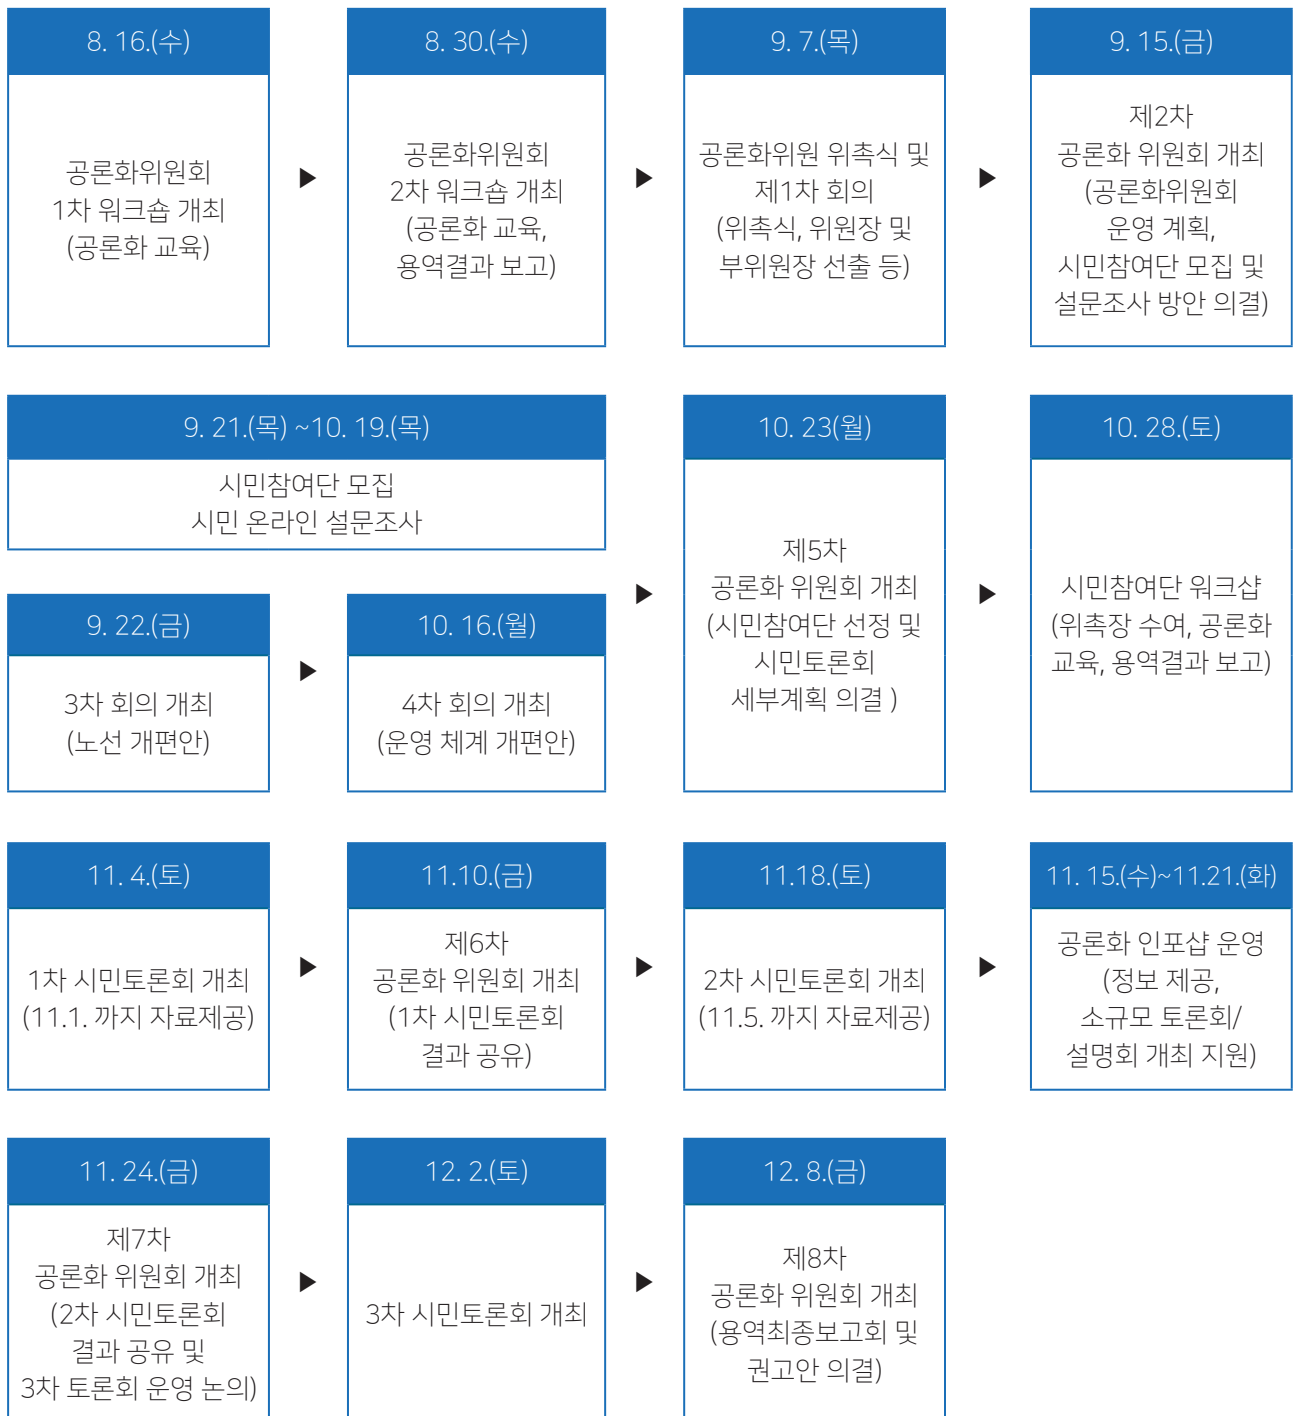 8. 16.(수)
공론화위원회
1차 워크숍 개최
(공론화 교육)
8. 30.(수)
공론화위원회
2차 워크숍 개최
(공론화 교육,
용역결과 보고)
9. 7.(목)
공론화위원 위촉식 및
제1차 회의
(위촉식, 위원장 및
부위원장 선출 등)
9. 15.(금)
제2차
공론화 위원회 개최
(공론화위원회
운영 계획,
시민참여단 모집 및
설문조사 방안 의결)
9. 21.(목) ~10. 19.(목)
시민참여단 모집
시민 온라인 설문조사
9. 22.(금)
3차 회의 개최
(노선 개편안)
10. 16.(월)
4차 회의 개최
(운영 체계 개편안)
10. 23(월)
제5차
공론화 위원회 개최
(시민참여단 선정 및
시민토론회
세부계획 의결 )
10. 28.(토)
시민참여단 워크샵
(위촉장 수여, 공론화
교육, 용역결과 보고)
11. 4.(토)
1차 시민토론회 개최
(11.1. 까지 자료제공)
11.10.(금)
제6차
공론화 위원회 개최
(1차 시민토론회
결과 공유)
11.18.(토)
2차 시민토론회 개최
(11.5. 까지 자료제공)
11. 15.(수)~11.21.(화)
공론화 인포샵 운영
(정보 제공,
소규모 토론회/
설명회 개최 지원)
11. 24.(금)
제7차
공론화 위원회 개최
(2차 시민토론회
결과 공유 및
3차 토론회 운영 논의)
12. 2.(토)
3차 시민토론회 개최
12. 8.(금)
제8차
공론화 위원회 개최
(용역최종보고회 및
권고안 의결)